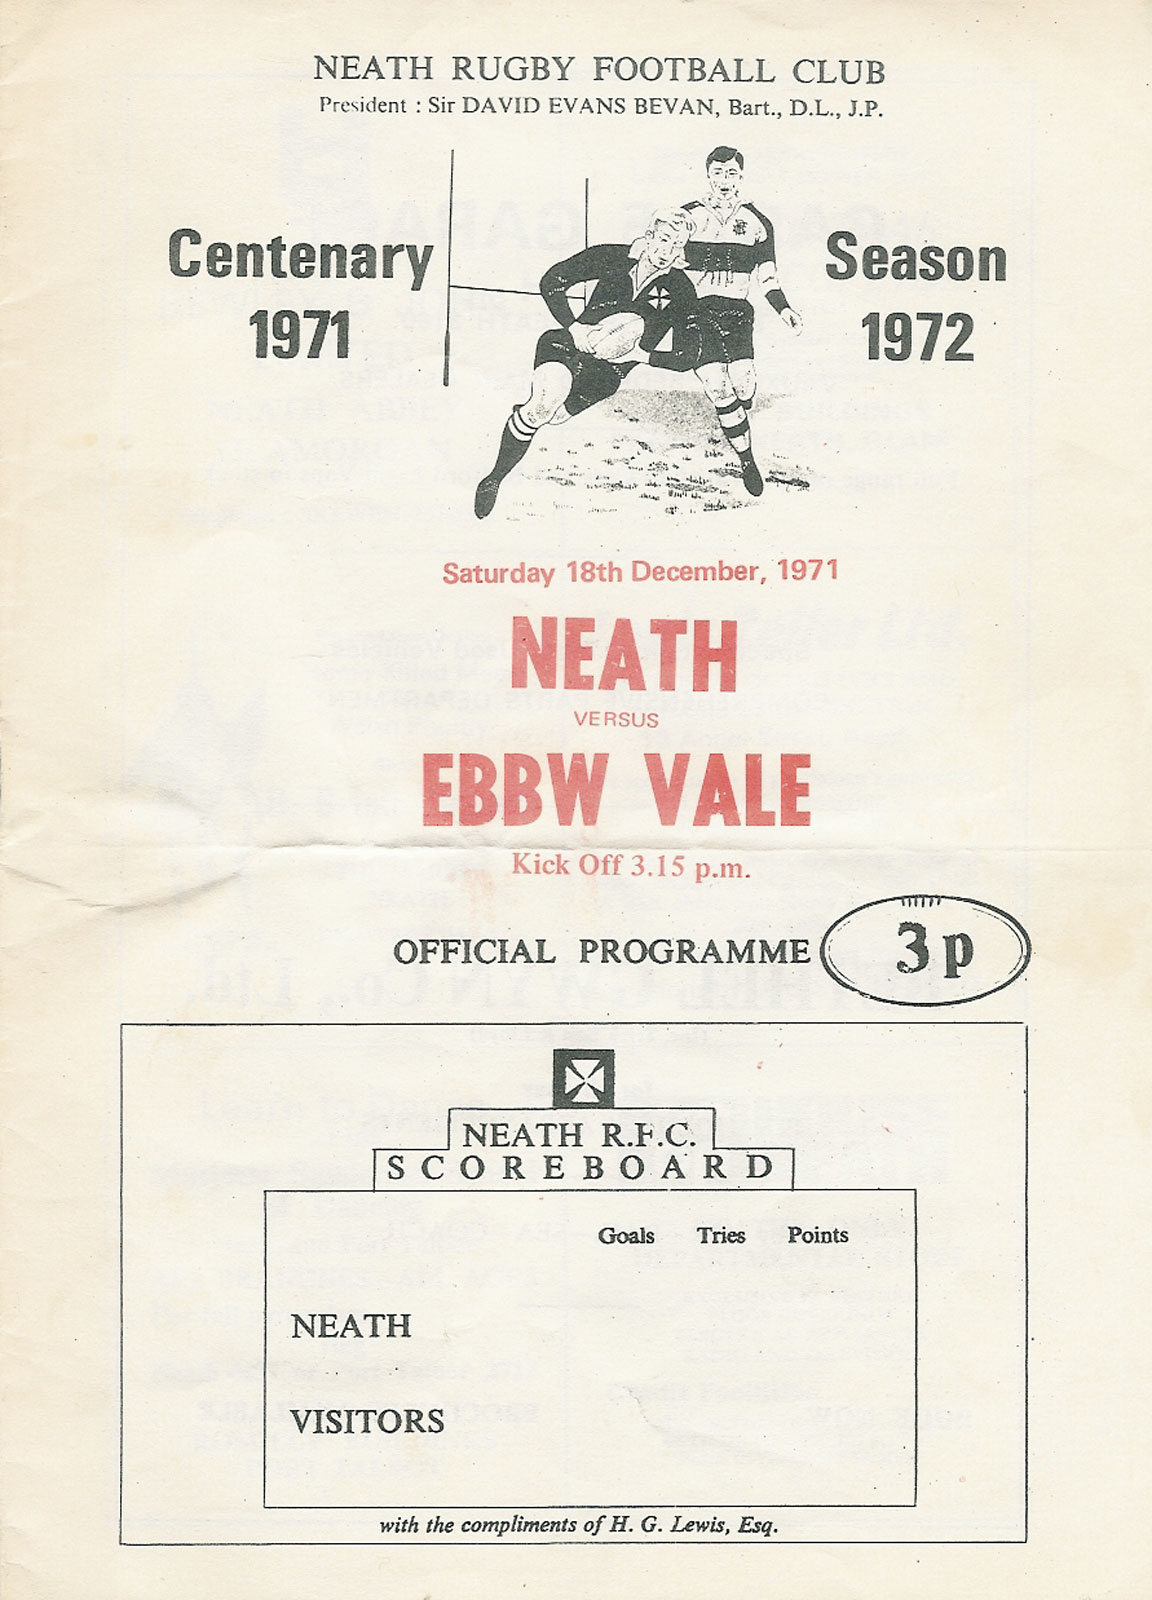 NEATH RUGBY FOOTBALL CLUB
President : Sir DAVID EVANS BEVAN, Bart., D.L., J.P.
Centenary Season
1971 1972
Saturday 18th December, 1971
NEATH
VERSUS
EBBW VALE
Kick Off 3.15 p.m.
OFFICIAL PROGRAMME 3p
NEATH R.F.C.
SCOREBOARD
Goals Tries Points
NEATH
VISITORS
with the compliments of H. G. Lewis, Esq.